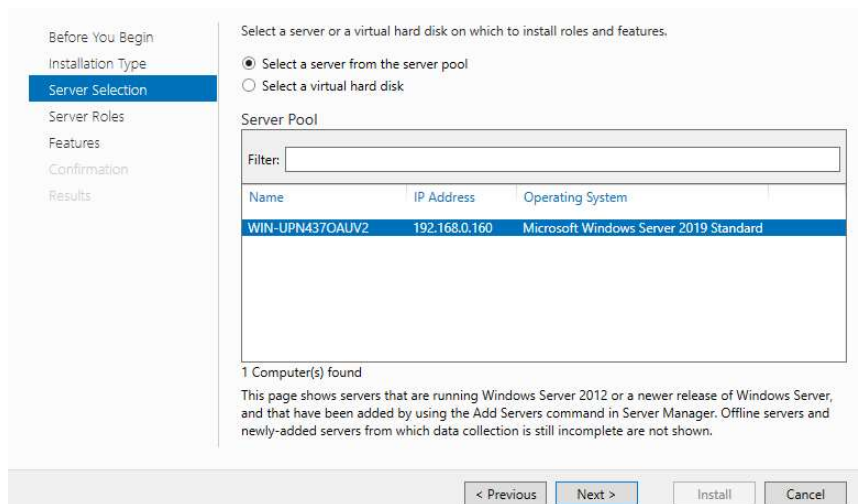 Before You Begin
Installation Type
Server Selection
Server Roles
Features
Confirmation
Results
Select a server or a virtual hard disk on which to install roles and features.
Select a server from the server pool
Select a virtual hard disk
Server Pool
Filter:
Name IP Address Operating System
WIN-UPN437OAUV2 192.168.0.160 Microsoft Windows Server 2019 Standard
1 Computer(s) found
This page shows servers that are running Windows Server 2012 or a newer release of Windows Server,
and that have been added by using the Add Servers command in Server Manager. Offline servers and
newly-added servers from which data collection is still incomplete are not shown.
< Previous Next > Install Cancel